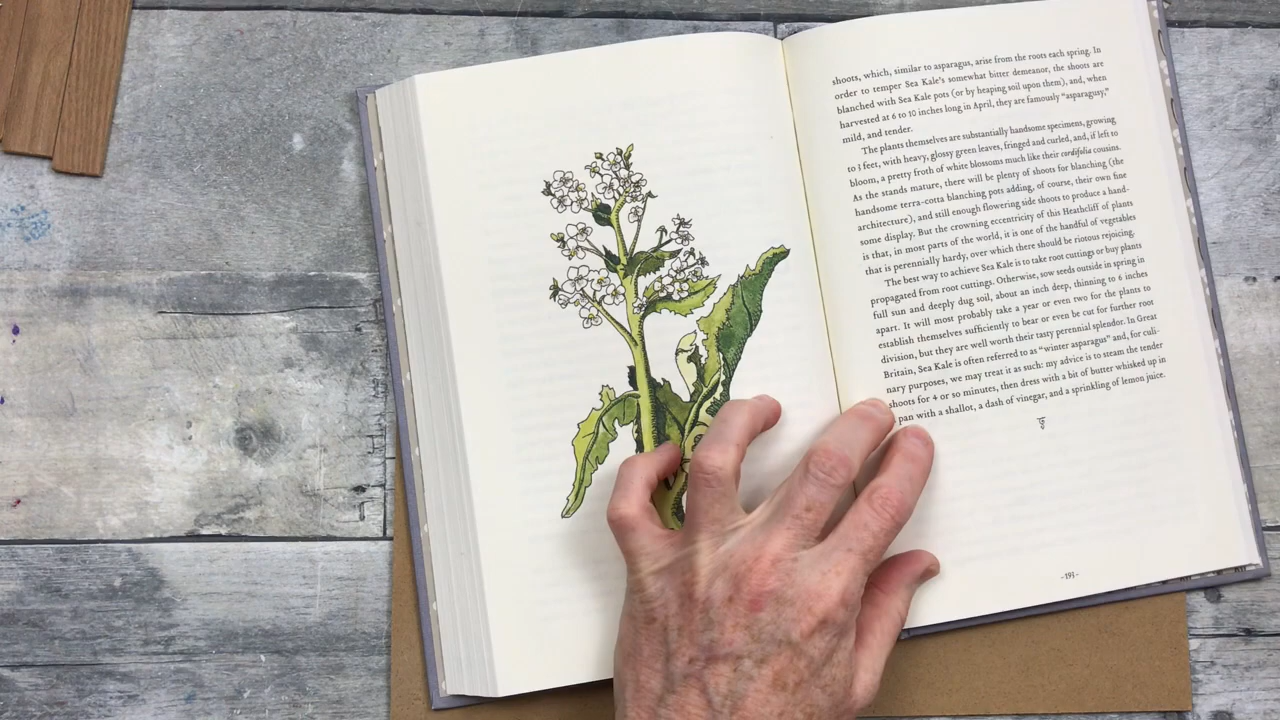 shoots, which, similar to asparagus, arise from the roots each spring. In
order to temper Sea Kale's somewhat bitter demeanor, the shoots are
blanched with Sea Kale pots (or by heaping soil upon them), and, when
harvested at 6 to 10 inches long in April, they are famously “asparagusy,”
mild, and tender.
The plants themselves are substantially handsome specimens, growing
to 3 feet, with heavy, glossy green leaves, fringed and curled, and, if left to
bloom, a pretty froth of white blossoms much like their cordifolia cousins.
As the stands mature, there will be plenty of shoots for blanching (the
handsome terra-cotta blanching pots adding, of course, their own fine
architecture), and still enough flowering side shoots to produce a hand-
some display. But the crowning eccentricity of this Heathcliff of plants
is that, in most parts of the world, it is one of the handful of vegetables
that is perennially hardy, over which there should be riotous rejoicing.
The best way to achieve Sea Kale is to take root cuttings or buy plants
propagated from root cuttings. Otherwise, sow seeds outside in spring in
full sun and deeply dug soil, about an inch deep, thinning to 6 inches
apart. It will most probably take a year or even two for the plants to
establish themselves sufficiently to bear or even be cut for further root
division, but they are well worth their tasty perennial splendor. In Great
Britain, Sea Kale is often referred to as “winter asparagus” and, for culi-
nary purposes, we may treat it as such: my advice is to steam the tender
shoots for 4 or so minutes, then dress with a bit of butter whisked up in
pan with a shallot, a dash of vinegar, and a sprinkling of lemon juice.
-193-